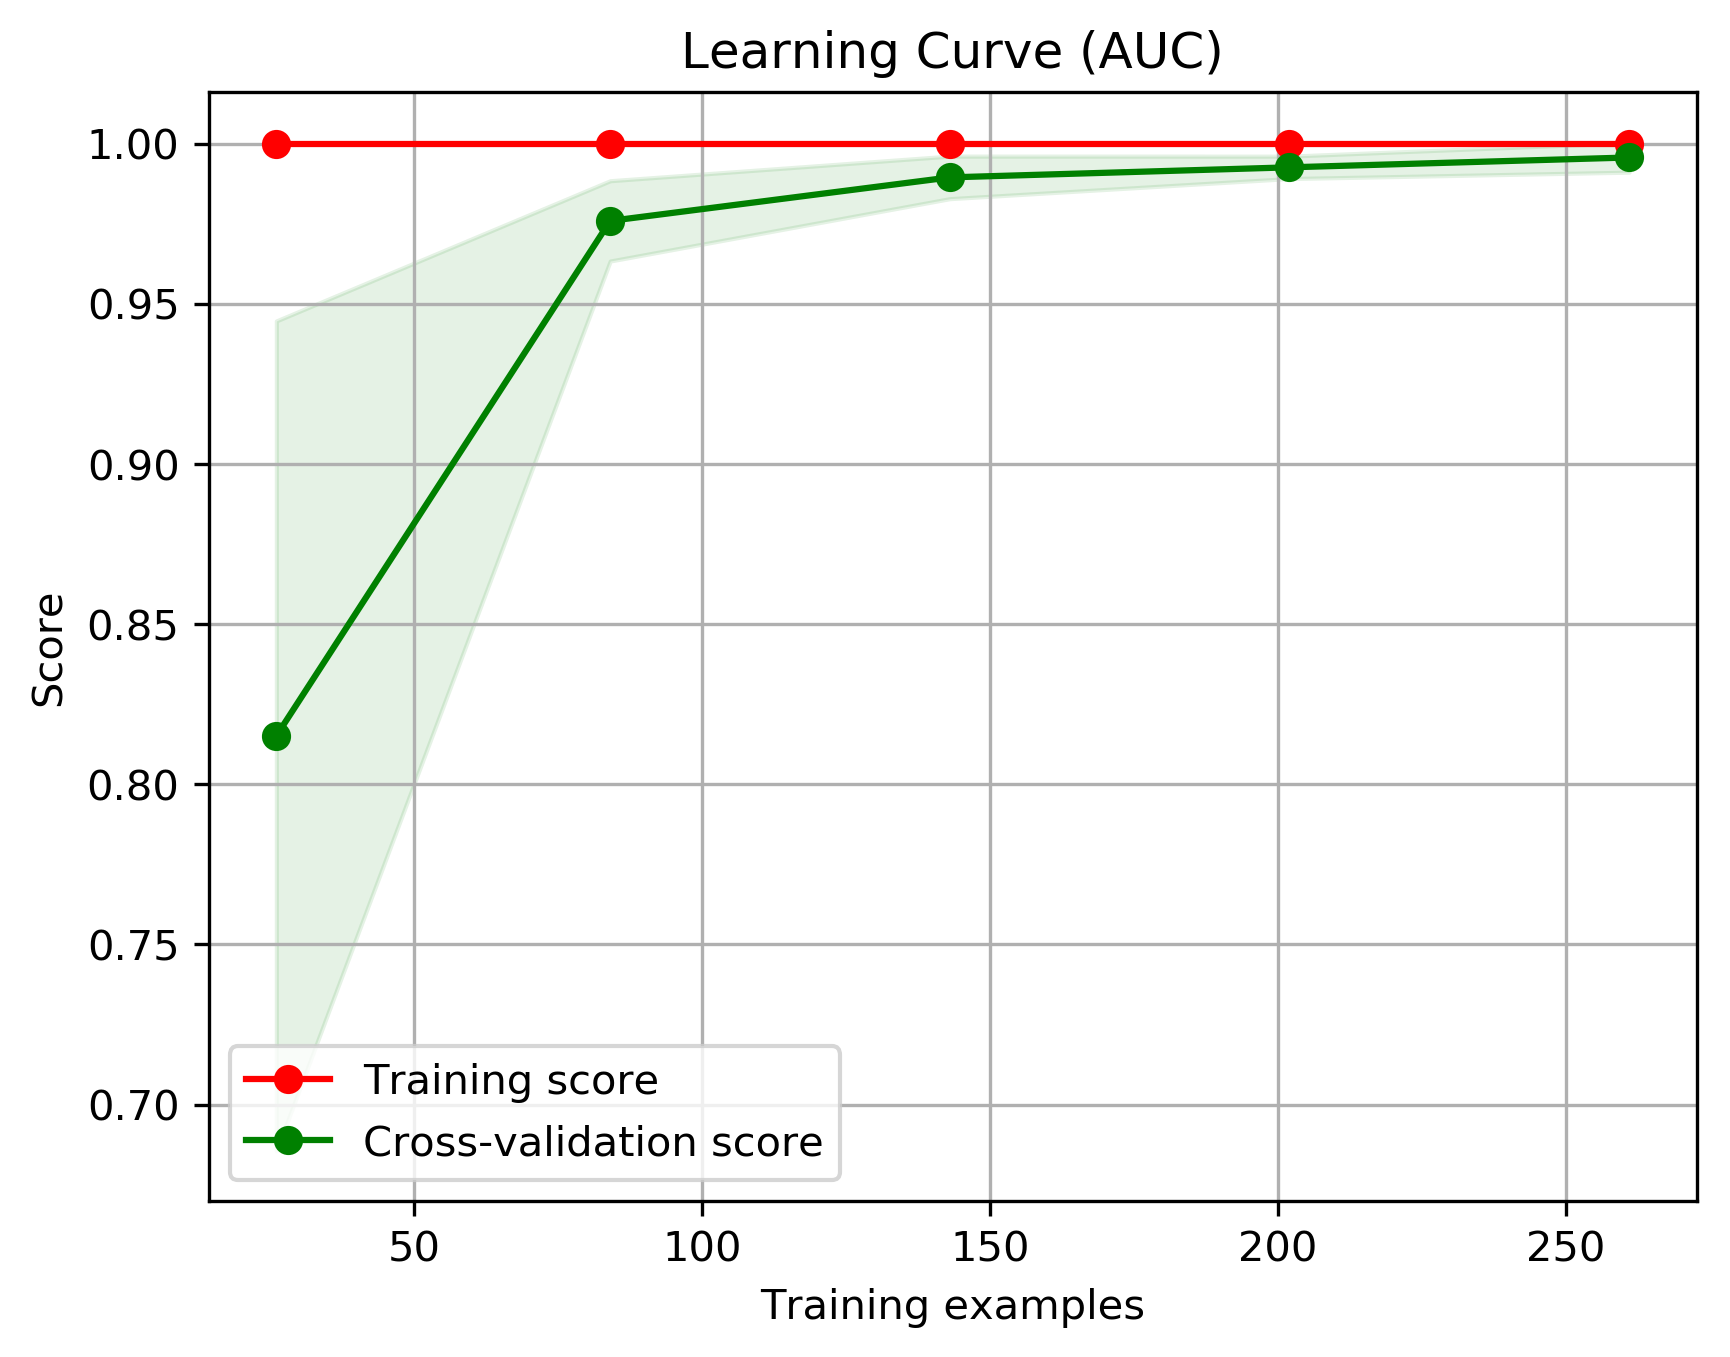 Learning Curve (AUC)
1.00
0.95
0.90
0.85
0.80
0.75
0.70
Score
Training score
Cross-validation score
50 100 150 200 250
Training examples